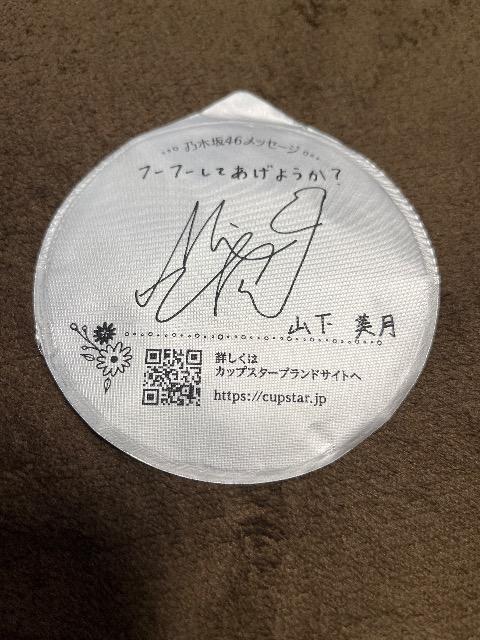 乃木坂46メッセージ
フーフーしてあげようか?
山下 美月
詳しくは
カップスターブランドサイトへ
https://cupstar.jp